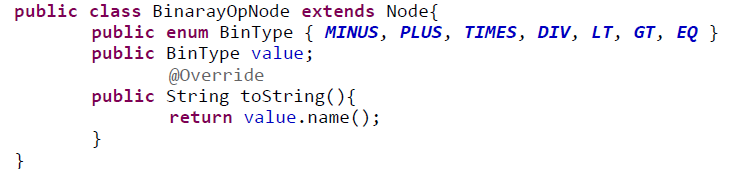 public class BinarayOpNode extends Node{
public enum BinType { MINUS, PLUS, TIMES, DIV, LT, GT, EQ }
public BinType value;
@Override
public String toString(){
return value.name();
}
}